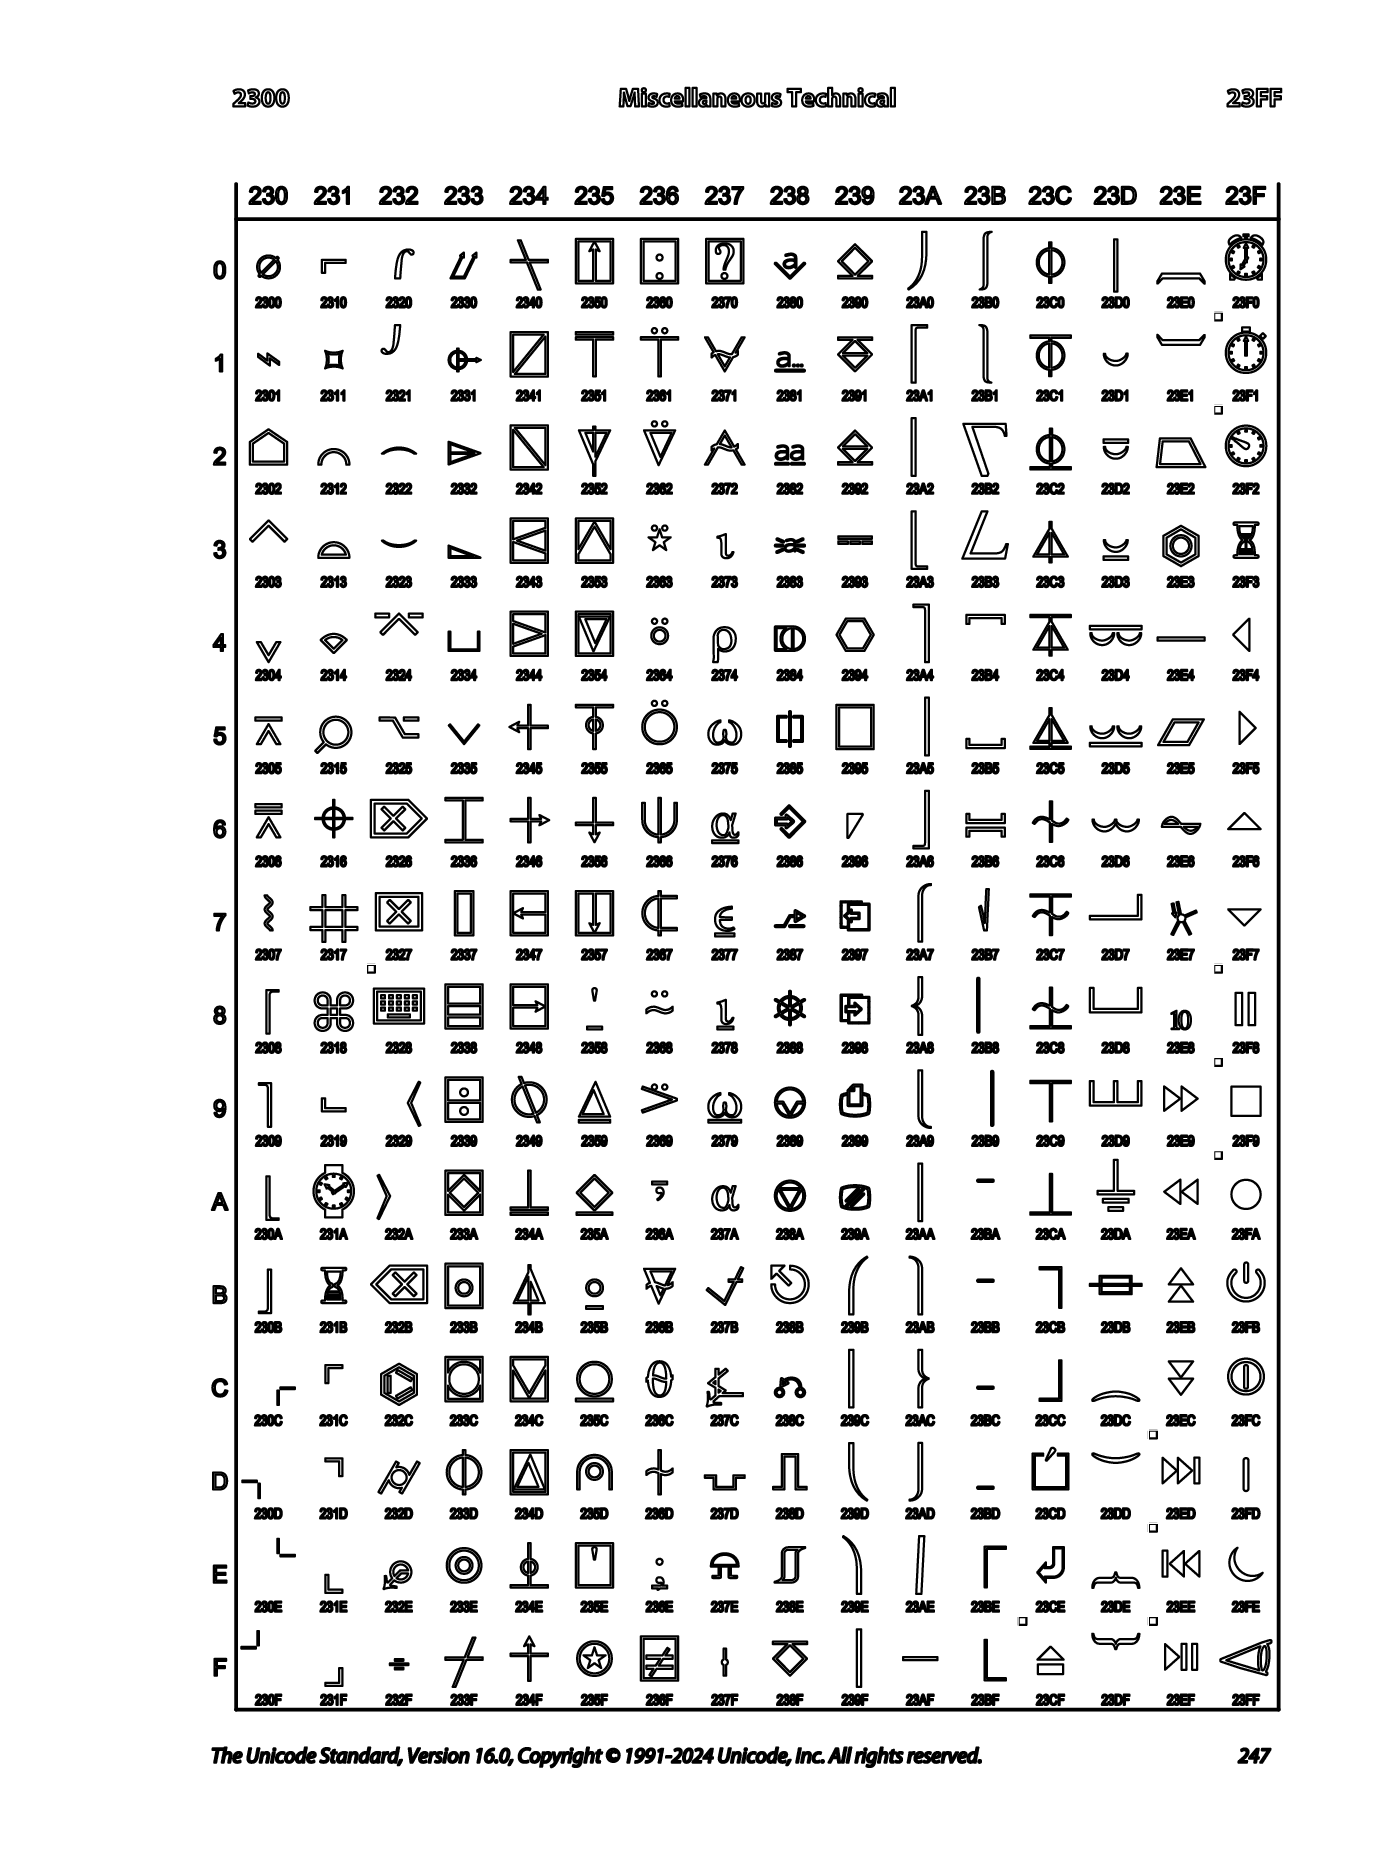 2300 Miscellaneous Technical 23FF
230 231 232 233 234 235 236 237 238 239 23A 23B 23C 23D 23E 23F
0 ⌀ ⌐ ⌠ ⌰ ⍀ ⍐ ⍠ ⍰ ⎀ ⎐ ⎠ ⎰ ⏀ ⏐ ⏠ ⏰
2300 2310 2320 2330 2340 2350 2360 2370 2380 2390 23A0 23B0 23C0 23D0 23E0 23F0
1 ⌁ ⌑ ⌡ ⌱ ⍁ ⍑ ⍡ ⍱ ⎁ ⎑ ⎡ ⎱ ⏁ ⏑ ⏡ ⏱
2301 2311 2321 2331 2341 2351 2361 2371 2381 2391 23A1 23B1 23C1 23D1 23E1 23F1
2 ⌂ ⌒ ⌢ ⌲ ⍂ ⍒ ⍢ ⍲ ⎂ ⎒ ⎢ ⎲ ⏂ ⏒ ⏢ ⏲
2302 2312 2322 2332 2342 2352 2362 2372 2382 2392 23A2 23B2 23C2 23D2 23E2 23F2
3 ⌃ ⌓ ⌣ ⌳ ⍃ ⍓ ⍣ ⍳ ⎃ ⎓ ⎣ ⎳ ⏃ ⏓ ⏣ ⏳
2303 2313 2323 2333 2343 2353 2363 2373 2383 2393 23A3 23B3 23C3 23D3 23E3 23F3
4 ⌄ ⌔ ⌤ ⌴ ⍄ ⍔ ⍤ ⍴ ⎄ ⎔ ⎤ ⎴ ⏄ ⏔ ⏤ ⏴
2304 2314 2324 2334 2344 2354 2364 2374 2384 2394 23A4 23B4 23C4 23D4 23E4 23F4
5 ⌅ ⌕ ⌥ ⌵ ⍅ ⍕ ⍥ ⍵ ⎅ ⎕ ⎥ ⎵ ⏅ ⏕ ⏥ ⏵
2305 2315 2325 2335 2345 2355 2365 2375 2385 2395 23A5 23B5 23C5 23D5 23E5 23F5
6 ⌆ ⌖ ⌦ ⌶ ⍆ ⍖ ⍦ ⍶ ⎆ ⎖ ⎦ ⎶ ⏆ ⏖ ⏦ ⏶
2306 2316 2326 2336 2346 2356 2366 2376 2386 2396 23A6 23B6 23C6 23D6 23E6 23F6
7 ⌇ ⌗ ⌧ ⌷ ⍇ ⍗ ⍧ ⍷ ⎇ ⎗ ⎧ ⎷ ⏇ ⏗ ⏧ ⏷
2307 2317 2327 2337 2347 2357 2367 2377 2387 2397 23A7 23B7 23C7 23D7 23E7 23F7
8 ⌈ ⌘ ⌨ ⌸ ⍈ ⍘ ⍨ ⍸ ⎈ ⎘ ⎨ ⎸ ⏈ ⏘ ⏨ ⏸
2308 2318 2328 2338 2348 2358 2368 2378 2388 2398 23A8 23B8 23C8 23D8 23E8 23F8
9 ⌉ ⌙ 〈 ⌹ ⍉ ⍙ ⍩ ⍹ ⎉ ⎙ ⎩ ⎹ ⏉ ⏙ ⏩ ⏹
2309 2319 2329 2339 2349 2359 2369 2379 2389 2399 23A9 23B9 23C9 23D9 23E9 23F9
A ⌊ ⌚ 〉 ⌺ ⍊ ⍚ ⍪ ⍺ ⎊ ⎚ ⎪ ⎺ ⏊ ⏚ ⏪ ⏺
230A 231A 232A 233A 234A 235A 236A 237A 238A 239A 23AA 23BA 23CA 23DA 23EA 23FA
B ⌋ ⌛ ⌫ ⌻ ⍋ ⍛ ⍫ ⍻ ⎋ ⎛ ⎫ ⎻ ⏋ ⏛ ⏫ ⏻
230B 231B 232B 233B 234B 235B 236B 237B 238B 239B 23AB 23BB 23CB 23DB 23EB 23FB
C ⌌ ⌜ ⌬ ⌼ ⍌ ⍜ ⍬ ⍼ ⎌ ⎜ ⎬ ⎼ ⏌ ⏜ ⏬ ⏼
230C 231C 232C 233C 234C 235C 236C 237C 238C 239C 23AC 23BC 23CC 23DC 23EC 23FC
D ⌍ ⌝ ⌭ ⌽ ⍍ ⍝ ⍭ ⍽ ⎍ ⎝ ⎭ ⎽ ⏍ ⏝ ⏭ ⏽
230D 231D 232D 233D 234D 235D 236D 237D 238D 239D 23AD 23BD 23CD 23DD 23ED 23FD
E ⌎ ⌞ ⌮ ⌾ ⍎ ⍞ ⍮ ⍾ ⎎ ⎞ ⎮ ⎾ ⏎ ⏞ ⏮ ⏾
230E 231E 232E 233E 234E 235E 236E 237E 238E 239E 23AE 23BE 23CE 23DE 23EE 23FE
F ⌏ ⌟ ⌯ ⌿ ⍏ ⍟ ⍯ ⍿ ⎏ ⎟ ⎯ ⎿ ⏏ ⏟ ⏯ ⏿
230F 231F 232F 233F 234F 235F 236F 237F 238F 239F 23AF 23BF 23CF 23DF 23EF 23FF
The Unicode Standard, Version 16.0, Copyright © 1991-2024 Unicode, Inc. All rights reserved. 247